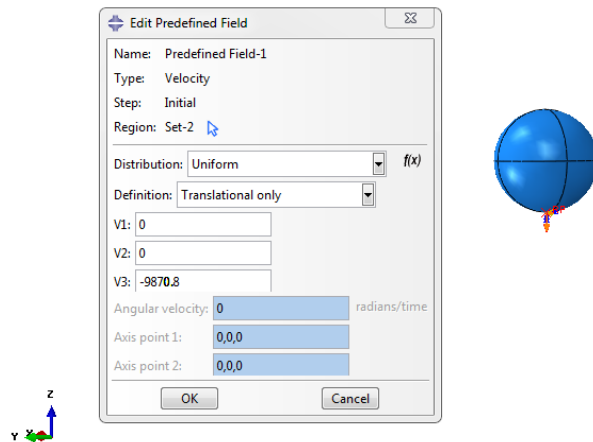 Edit Predefined Field
Name: Predefined Field-1
Type: Velocity
Step: Initial
Region: Set-2
Distribution: Uniform f(x)
Definition: Translational only
V1: 0
V2: 0
V3: -9870.8
Angular velocity: 0 radians/time
Axis point 1: 0,0,0
Axis point 2: 0,0,0
OK Cancel
Z
Y X